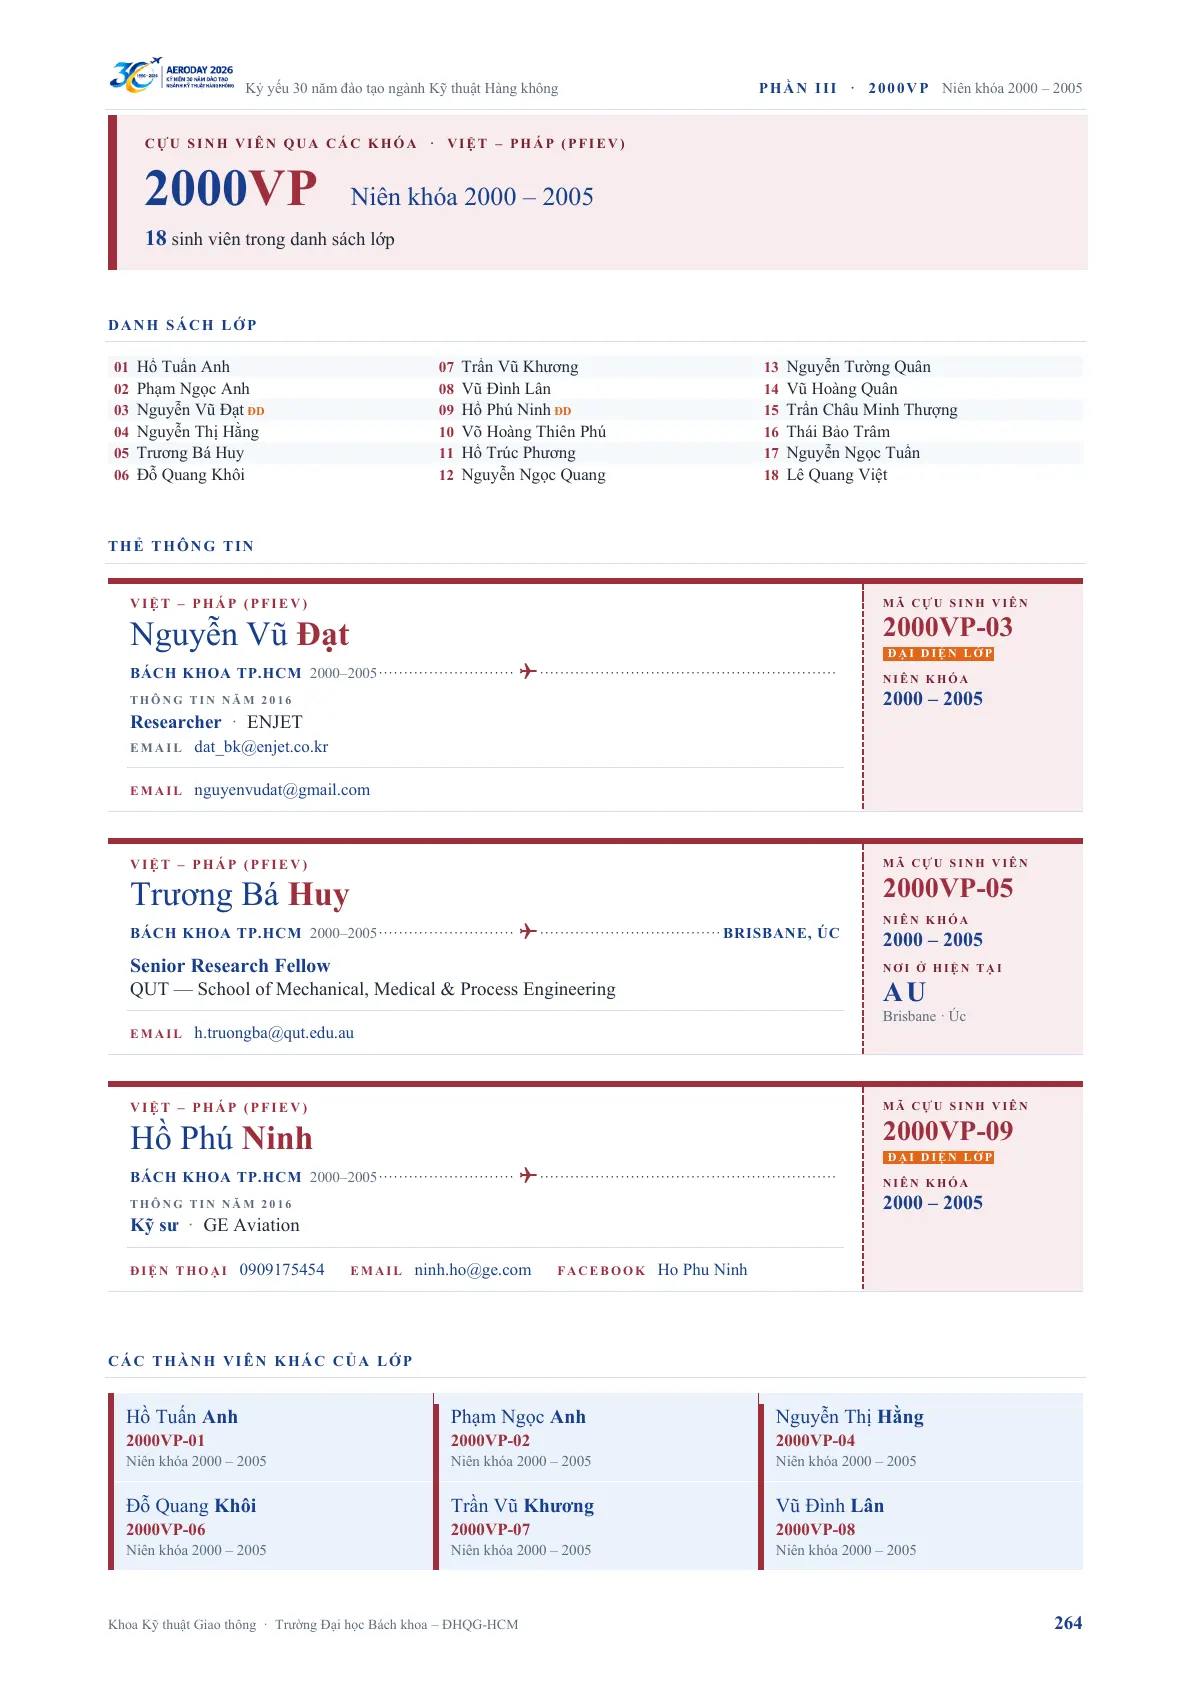 30 1996 - 2026 AERODAY 2026
KỶ NIỆM 30 NĂM ĐÀO TẠO
NGÀNH KỸ THUẬT HÀNG KHÔNG
Kỷ yếu 30 năm đào tạo ngành Kỹ thuật Hàng không
PHẦN III · 2000VP Niên khóa 2000 – 2005
CỰU SINH VIÊN QUA CÁC KHÓA · VIỆT – PHÁP (PFIEV)
2000VP Niên khóa 2000 – 2005
18 sinh viên trong danh sách lớp
DANH SÁCH LỚP
01 Hồ Tuấn Anh
02 Phạm Ngọc Anh
03 Nguyễn Vũ Đạt ĐD
04 Nguyễn Thị Hằng
05 Trương Bá Huy
06 Đỗ Quang Khôi
07 Trần Vũ Khương
08 Vũ Đình Lân
09 Hồ Phú Ninh ĐD
10 Võ Hoàng Thiên Phú
11 Hồ Trúc Phương
12 Nguyễn Ngọc Quang
13 Nguyễn Tường Quân
14 Vũ Hoàng Quân
15 Trần Châu Minh Thượng
16 Thái Bảo Trâm
17 Nguyễn Ngọc Tuấn
18 Lê Quang Việt
THẺ THÔNG TIN
VIỆT – PHÁP (PFIEV)
Nguyễn Vũ Đạt
BÁCH KHOA TP.HCM 2000–2005
THÔNG TIN NĂM 2016
Researcher · ENJET
EMAIL dat_bk@enjet.co.kr
EMAIL nguyenvudat@gmail.com
MÃ CỰU SINH VIÊN
2000VP-03
ĐẠI DIỆN LỚP
NIÊN KHÓA
2000 – 2005
VIỆT – PHÁP (PFIEV)
Trương Bá Huy
BÁCH KHOA TP.HCM 2000–2005 BRISBANE, ÚC
Senior Research Fellow
QUT — School of Mechanical, Medical & Process Engineering
EMAIL h.truongba@qut.edu.au
MÃ CỰU SINH VIÊN
2000VP-05
NIÊN KHÓA
2000 – 2005
NƠI Ở HIỆN TẠI
AU
Brisbane · Úc
VIỆT – PHÁP (PFIEV)
Hồ Phú Ninh
BÁCH KHOA TP.HCM 2000–2005
THÔNG TIN NĂM 2016
Kỹ sư · GE Aviation
ĐIỆN THOẠI 0909175454 EMAIL ninh.ho@ge.com FACEBOOK Ho Phu Ninh
MÃ CỰU SINH VIÊN
2000VP-09
ĐẠI DIỆN LỚP
NIÊN KHÓA
2000 – 2005
CÁC THÀNH VIÊN KHÁC CỦA LỚP
Hồ Tuấn Anh
2000VP-01
Niên khóa 2000 – 2005
Phạm Ngọc Anh
2000VP-02
Niên khóa 2000 – 2005
Nguyễn Thị Hằng
2000VP-04
Niên khóa 2000 – 2005
Đỗ Quang Khôi
2000VP-06
Niên khóa 2000 – 2005
Trần Vũ Khương
2000VP-07
Niên khóa 2000 – 2005
Vũ Đình Lân
2000VP-08
Niên khóa 2000 – 2005
Khoa Kỹ thuật Giao thông · Trường Đại học Bách khoa – ĐHQG-HCM
264